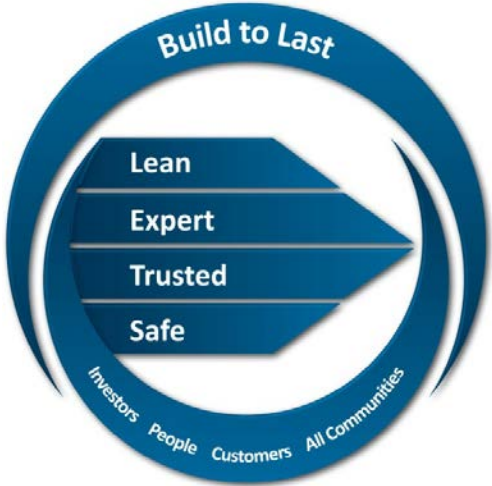 Build to Last
Lean
Expert
Trusted
Safe
Investors People Customers All Communities